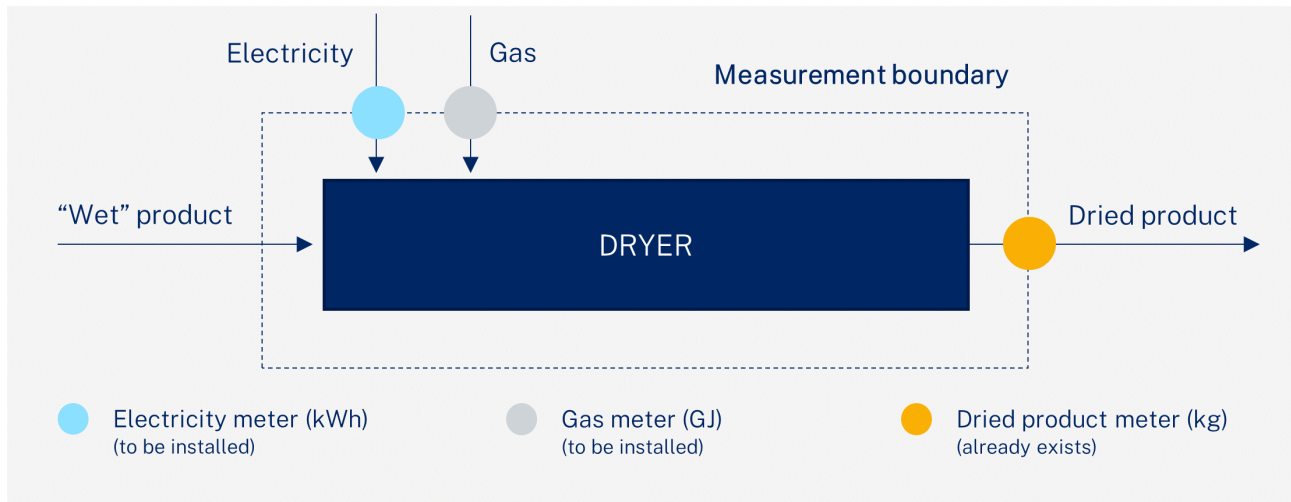 Electricity
Gas
Measurement boundary
“Wet” product
DRYER
Dried product
Electricity meter (kWh)
(to be installed)
Gas meter (GJ)
(to be installed)
Dried product meter (kg)
(already exists)